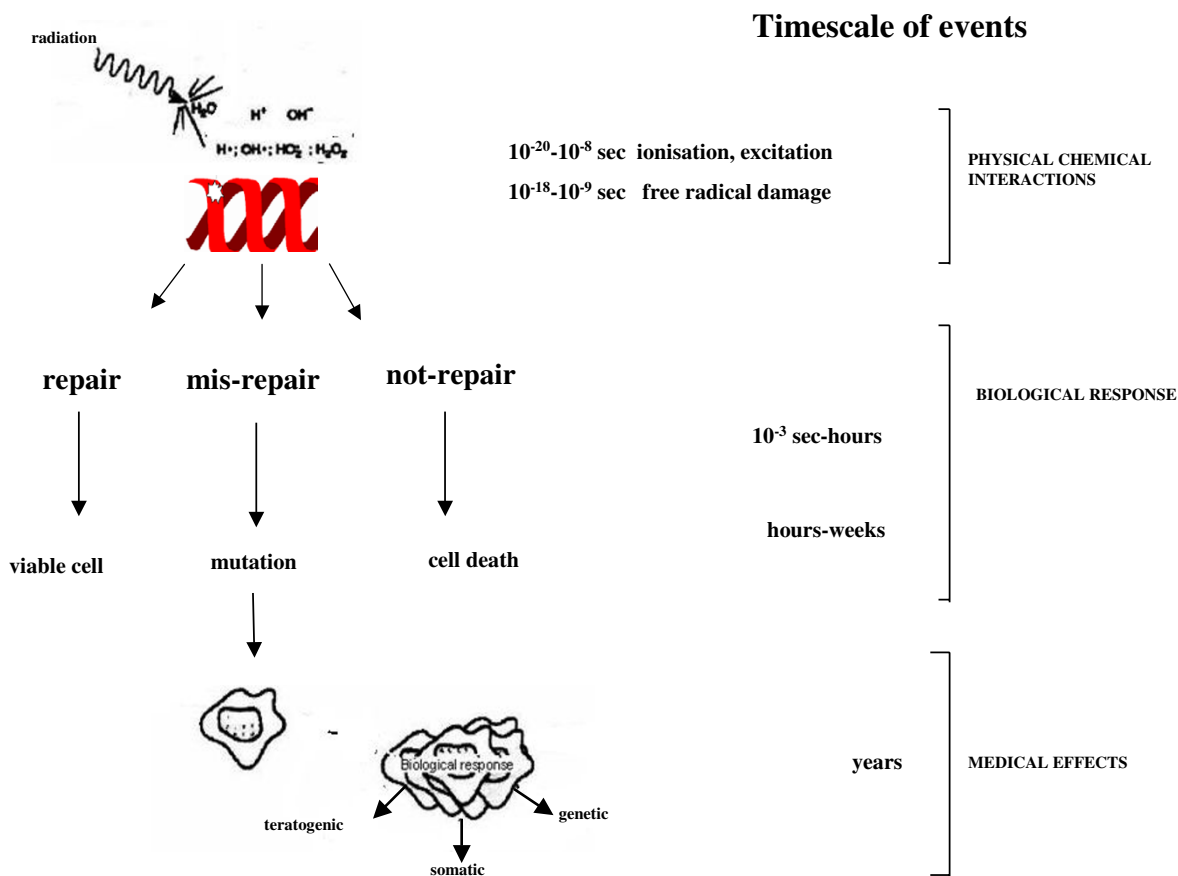 Timescale of events
radiation
H₂O H⁺ OH⁻
H•; OH•; HO₂⁻; H₂O₂
10⁻²⁰-10⁻⁸ sec ionisation, excitation
10⁻¹⁸-10⁻⁹ sec free radical damage
PHYSICAL CHEMICAL
INTERACTIONS
repair mis-repair not-repair
BIOLOGICAL RESPONSE
10⁻³ sec-hours
hours-weeks
viable cell mutation cell death
Biological response
years
MEDICAL EFFECTS
teratogenic
genetic
somatic